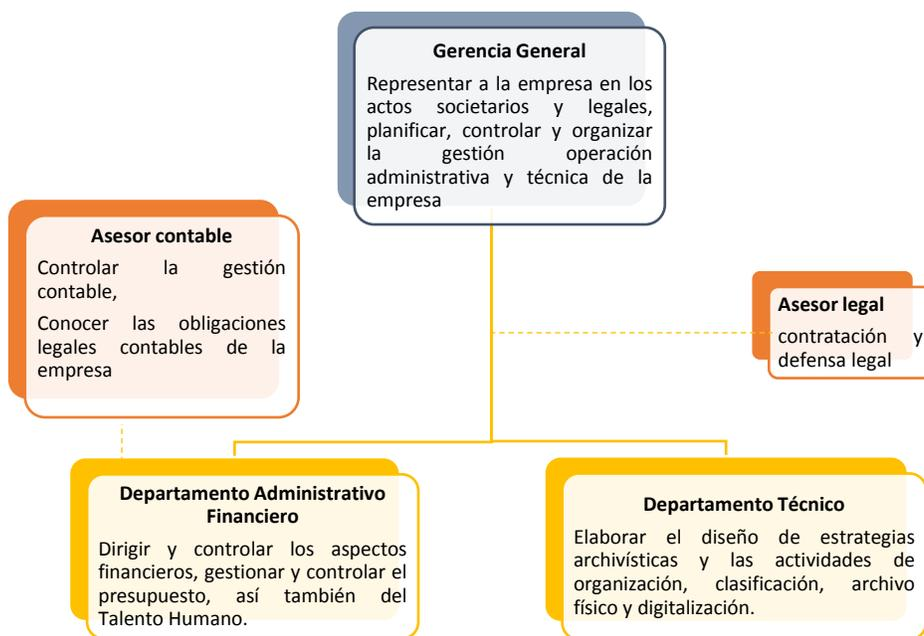 Gerencia General
Representar a la empresa en los
actos societarios y legales,
planificar, controlar y organizar
la gestión operación
administrativa y técnica de la
empresa
Asesor contable
Controlar la gestión
contable,
Conocer las obligaciones
legales contables de la
empresa
Asesor legal
contratación y
defensa legal
Departamento Administrativo
Financiero
Dirigir y controlar los aspectos
financieros, gestionar y controlar el
presupuesto, así también del
Talento Humano.
Departamento Técnico
Elaborar el diseño de estrategias
archivísticas y las actividades de
organización, clasificación, archivo
físico y digitalización.